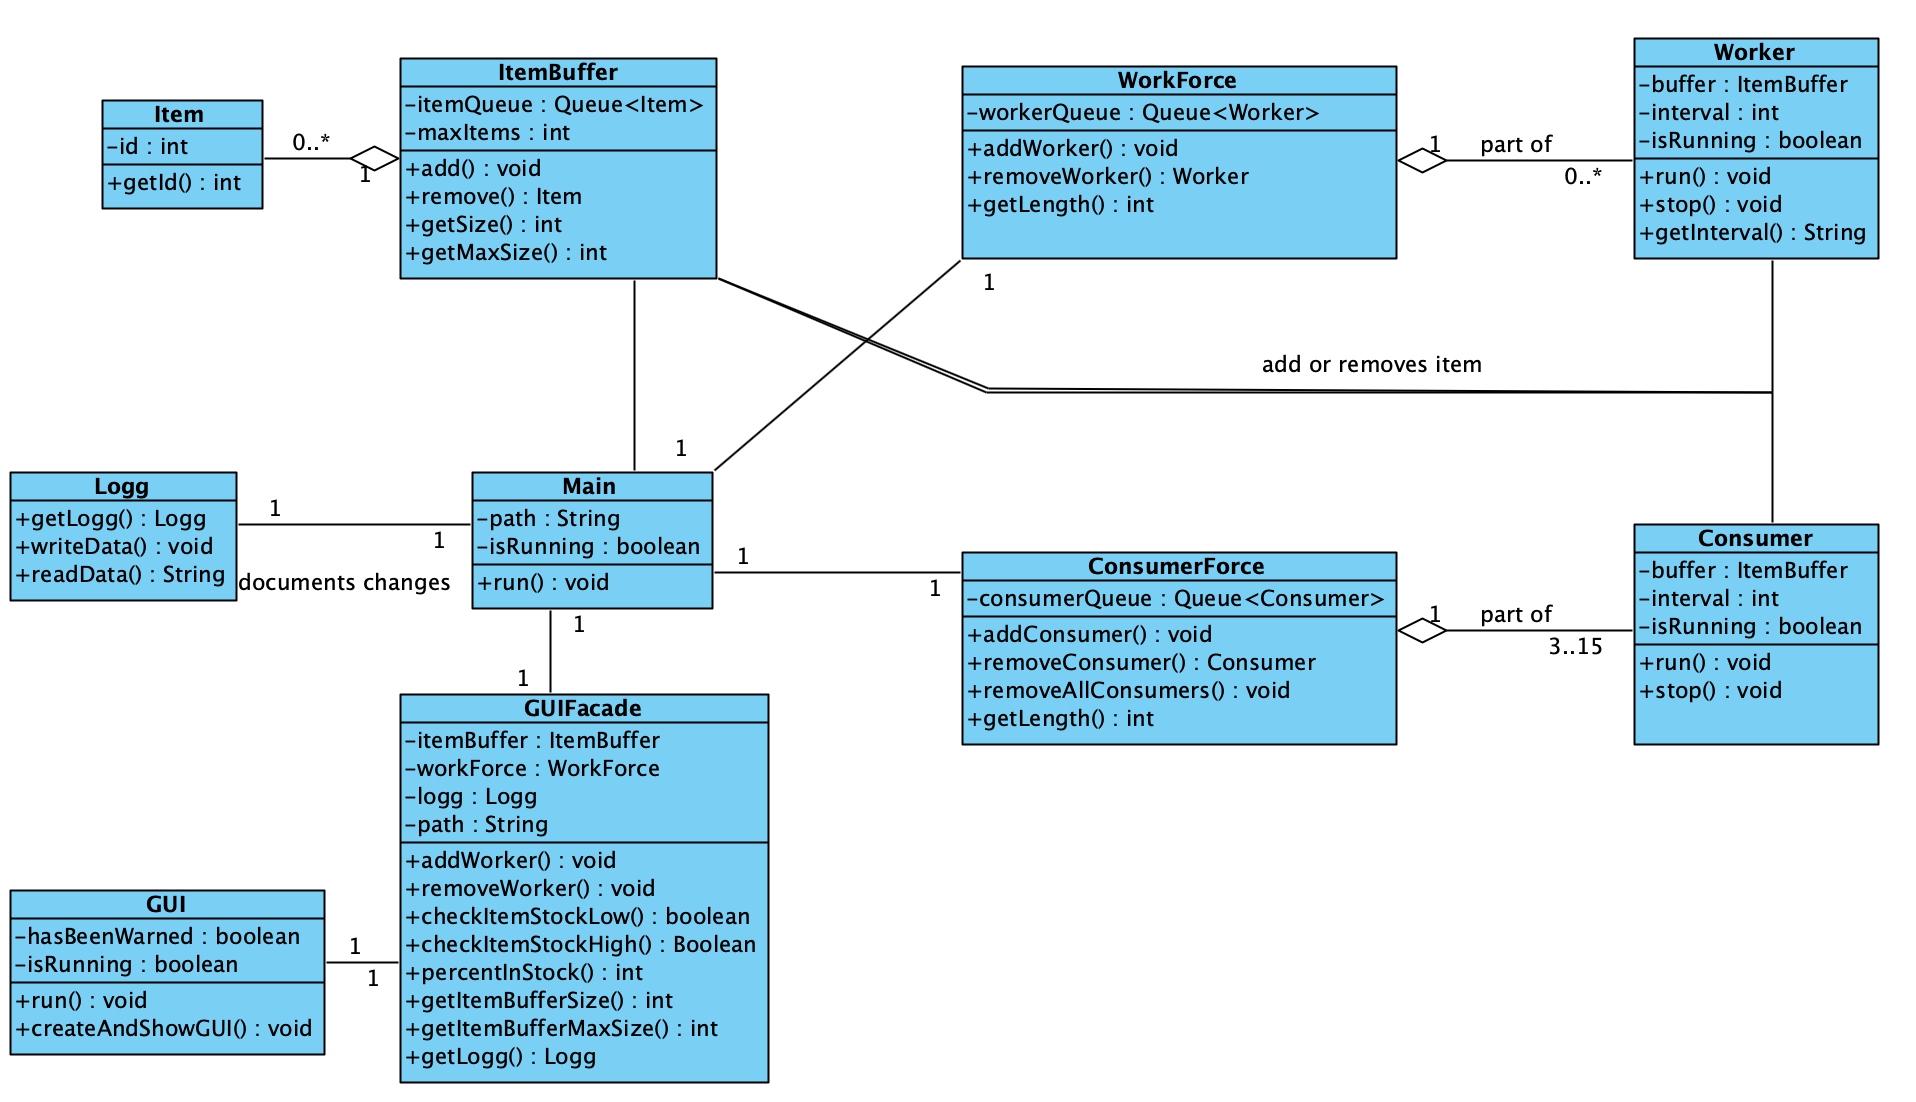 Item
-id : int
+getId() : int
0..*
1
ItemBuffer
-itemQueue : Queue<Item>
-maxItems : int
+add() : void
+remove() : Item
+getSize() : int
+getMaxSize() : int
WorkForce
-workerQueue : Queue<Worker>
+addWorker() : void
+removeWorker() : Worker
+getLength() : int
1
part of
0..*
Worker
-buffer : ItemBuffer
-interval : int
-isRunning : boolean
+run() : void
+stop() : void
+getInterval() : String
1
add or removes item
1
Logg
+getLogg() : Logg
+writeData() : void
+readData() : String
1
1
documents changes
Main
-path : String
-isRunning : boolean
+run() : void
1
1
ConsumerForce
-consumerQueue : Queue<Consumer>
+addConsumer() : void
+removeConsumer() : Consumer
+removeAllConsumers() : void
+getLength() : int
1
part of
3..15
Consumer
-buffer : ItemBuffer
-interval : int
-isRunning : boolean
+run() : void
+stop() : void
1
1
GUIFacade
-itemBuffer : ItemBuffer
-workForce : WorkForce
-logg : Logg
-path : String
+addWorker() : void
+removeWorker() : void
+checkItemStockLow() : boolean
+checkItemStockHigh() : Boolean
+percentInStock() : int
+getItemBufferSize() : int
+getItemBufferMaxSize() : int
+getLogg() : Logg
GUI
-hasBeenWarned : boolean
-isRunning : boolean
+run() : void
+createAndShowGUI() : void
1
1